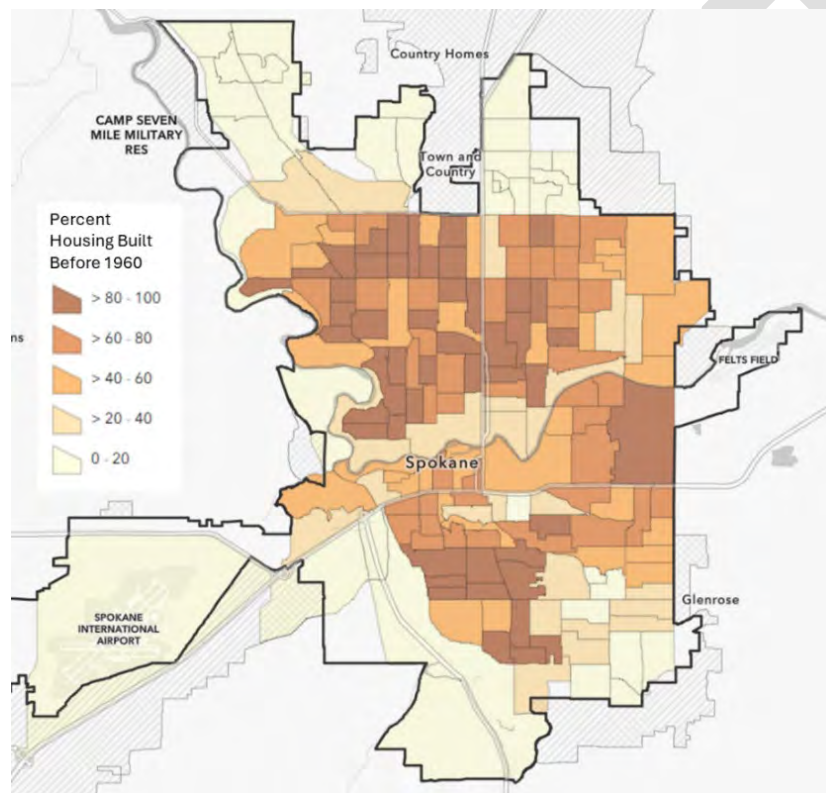 Country Homes
CAMP SEVEN
MILE MILITARY
RES
Town and
Country
Percent
Housing Built
Before 1960
> 80 - 100
> 60 - 80
> 40 - 60
> 20 - 40
0 - 20
ns
FELTS FIELD
Spokane
Glenrose
SPOKANE
INTERNATIONAL
AIRPORT